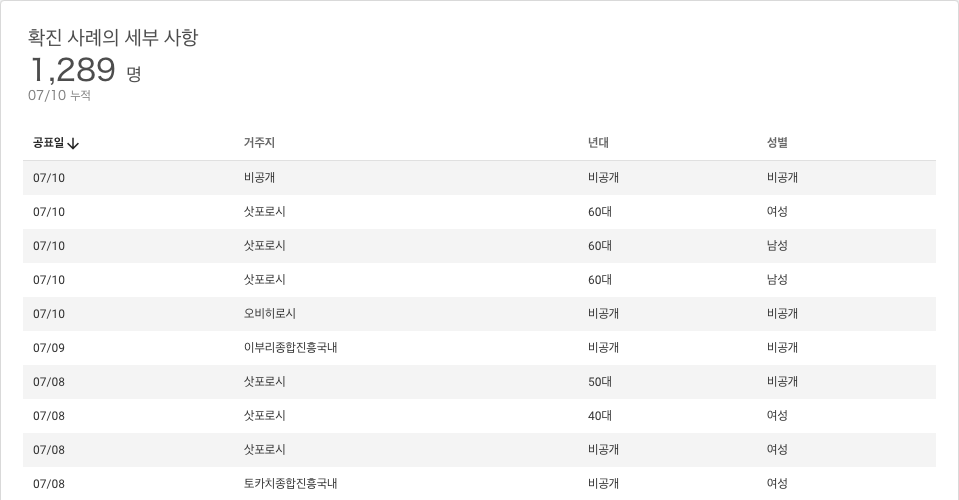 확진 사례의 세부 사항
1,289 명
07/10 누적
공표일 거주지 년대 성별
07/10 비공개 비공개 비공개
07/10 삿포로시 60대 여성
07/10 삿포로시 60대 남성
07/10 삿포로시 60대 남성
07/10 오비히로시 비공개 비공개
07/09 이부리종합진흥국내 비공개 비공개
07/08 삿포로시 50대 비공개
07/08 삿포로시 40대 여성
07/08 삿포로시 비공개 여성
07/08 토카치종합진흥국내 비공개 여성